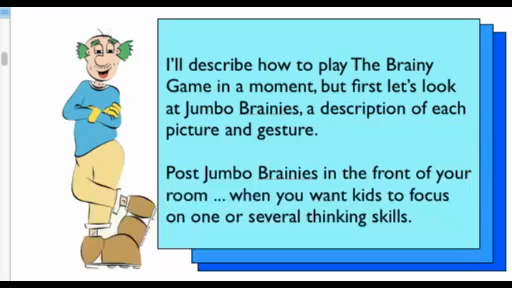 I'll describe how to play The Brainy
Game in a moment, but first let's look
at Jumbo Brainies, a description of each
picture and gesture.
Post Jumbo Brainies in the front of your
room ... when you want kids to focus
on one or several thinking skills.